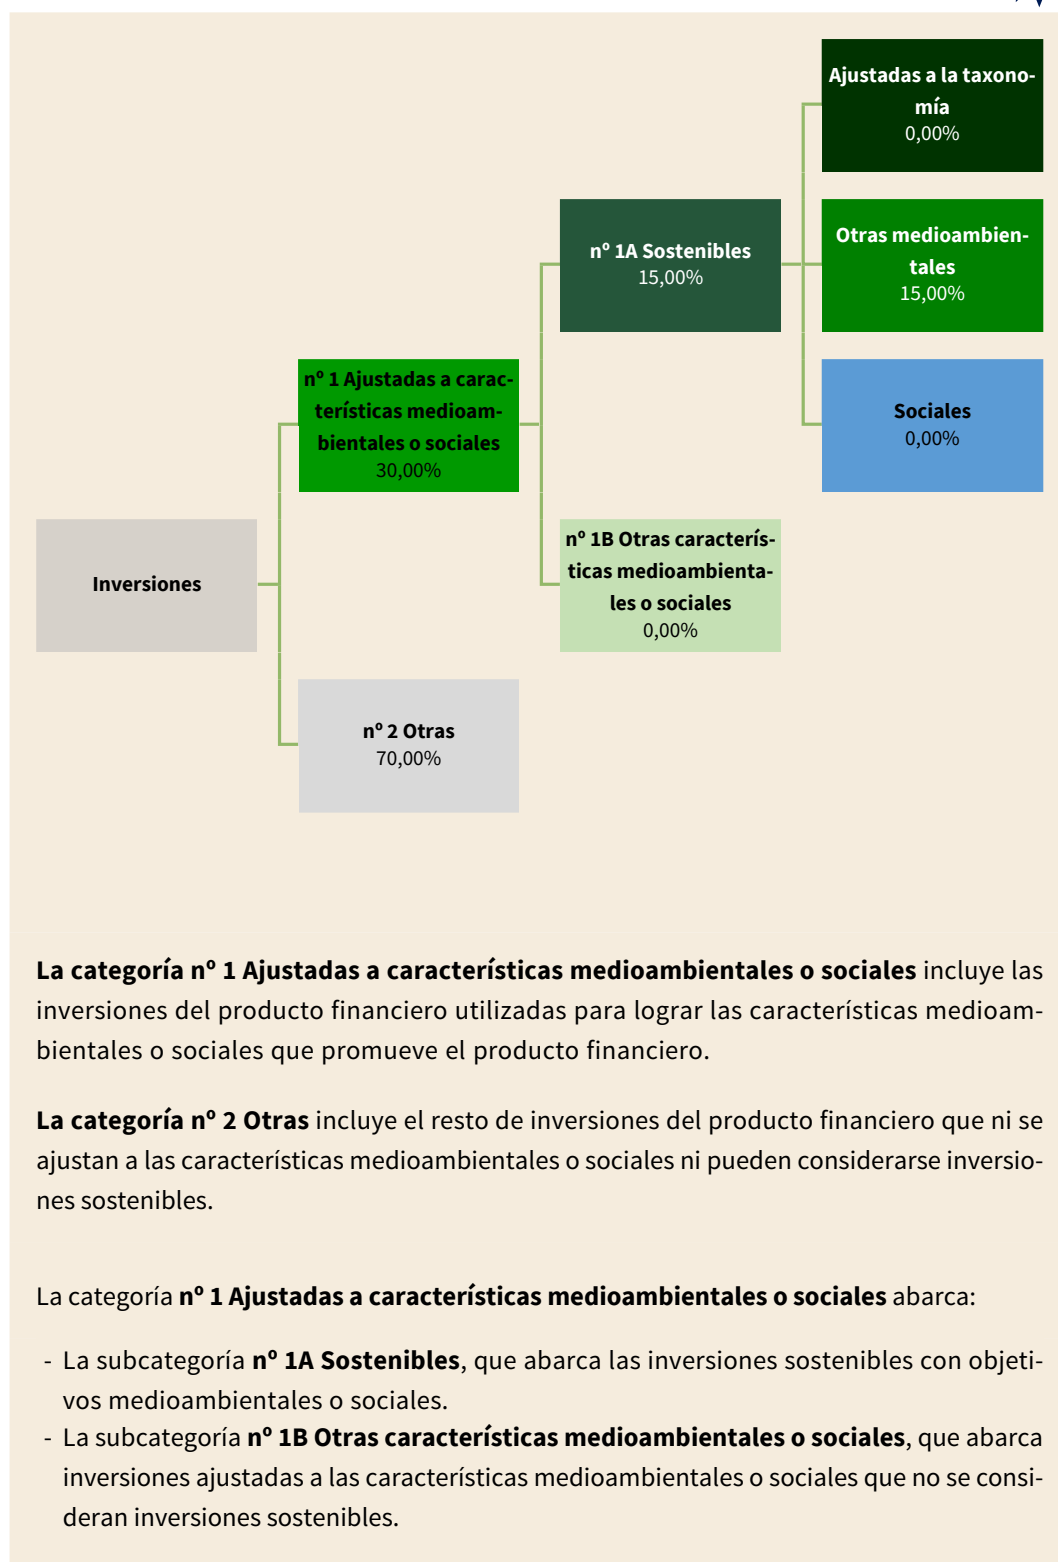 Ajustadas a la taxono-
mía
0,00%
Otras medioambien-
tales
15,00%
nº 1A Sostenibles
15,00%
Sociales
0,00%
nº 1 Ajustadas a carac-
terísticas medioam-
bientales o sociales
30,00%
nº 1B Otras caracterís-
ticas medioambienta-
les o sociales
0,00%
Inversiones
nº 2 Otras
70,00%
La categoría nº 1 Ajustadas a características medioambientales o sociales incluye las
inversiones del producto financiero utilizadas para lograr las características medioam-
bientales o sociales que promueve el producto financiero.
La categoría nº 2 Otras incluye el resto de inversiones del producto financiero que ni se
ajustan a las características medioambientales o sociales ni pueden considerarse inversio-
nes sostenibles.
La categoría nº 1 Ajustadas a características medioambientales o sociales abarca:
- La subcategoría nº 1A Sostenibles, que abarca las inversiones sostenibles con objeti-
vos medioambientales o sociales.
- La subcategoría nº 1B Otras características medioambientales o sociales, que abarca
inversiones ajustadas a las características medioambientales o sociales que no se consi-
deran inversiones sostenibles.